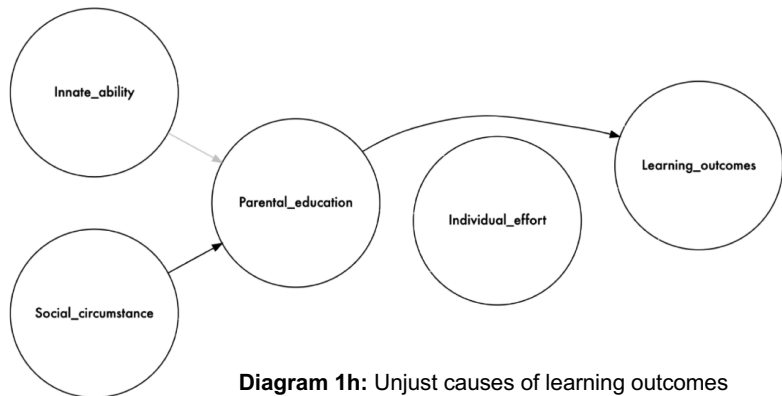 Innate_ability
Parental_education
Learning_outcomes
Individual_effort
Social_circumstance
Diagram 1h: Unjust causes of learning outcomes